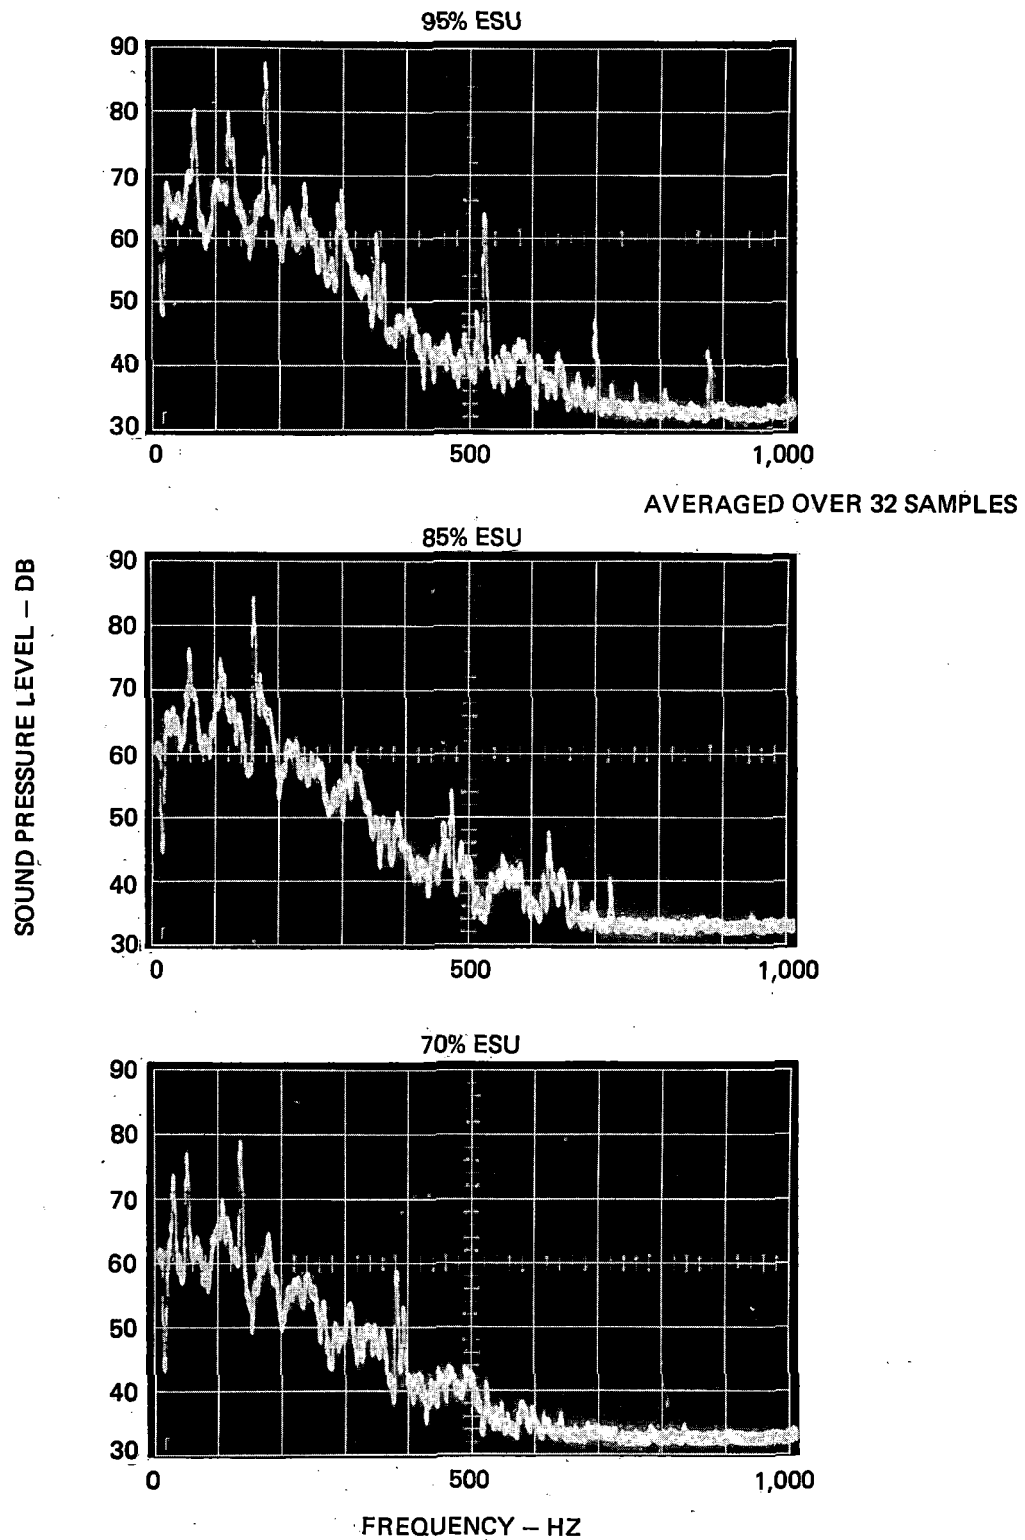 95% ESU
90
80
70
60
50
40
30
0 500 1,000
AVERAGED OVER 32 SAMPLES
85% ESU
SOUND PRESSURE LEVEL – DB
90
80
70
60
50
40
30
0 500 1,000
70% ESU
90
80
70
60
50
40
30
0 500 1,000
FREQUENCY – HZ